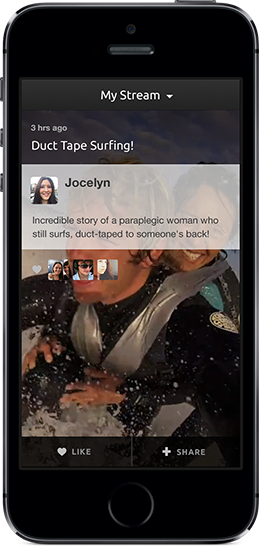 My Stream
3 hrs ago
Duct Tape Surfing!
Jocelyn
Incredible story of a paraplegic woman who
still surfs, duct-taped to someone's back!
LIKE
SHARE